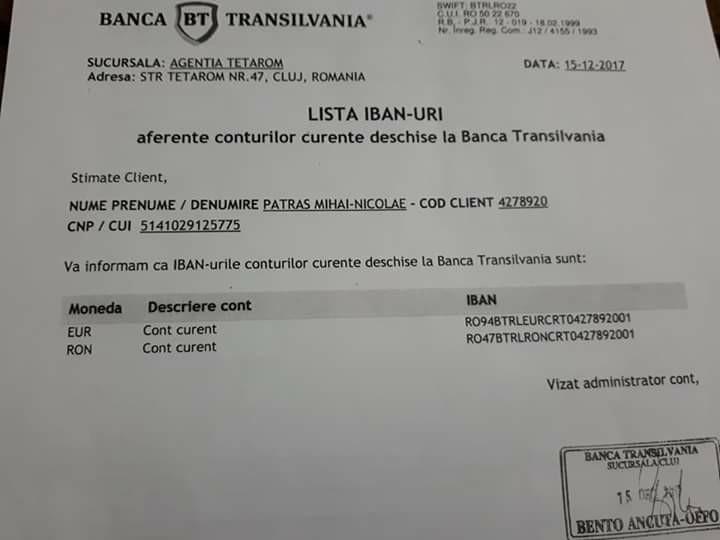 BANCA BT TRANSILVANIA®
SWIFT: BTRLRO22
C.U.I. RO 50 22 670
R.B. - P.J.R. 12 - 019 - 18.02.1999
Nr. Înreg. Reg. Com.: J12 / 4155 / 1993
SUCURSALA: AGENTIA TETAROM
DATA: 15-12-2017
Adresa: STR TETAROM NR.47, CLUJ, ROMANIA
LISTA IBAN-URI
aferente conturilor curente deschise la Banca Transilvania
Stimate Client,
NUME PRENUME / DENUMIRE PATRAS MIHAI-NICOLAE - COD CLIENT 4278920
CNP / CUI 5141029125775
Va informam ca IBAN-urile conturilor curente deschise la Banca Transilvania sunt:
Moneda Descriere cont IBAN
EUR Cont curent RO94BTRLEURCRT0427892001
RON Cont curent RO47BTRLRONCRT0427892001
Vizat administrator cont,
BANCA TRANSILVANIA
SUCURSALA CLUJ
15
BENTO ANCUTA-